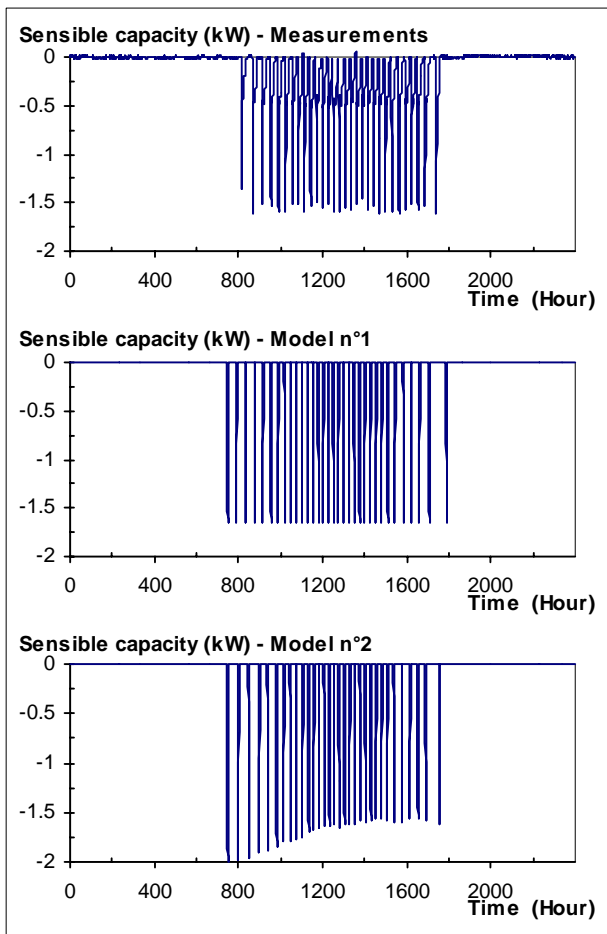 Sensible capacity (kW) - Measurements
0
-0.5
-1
-1.5
-2
0 400 800 1200 1600 2000
Time (Hour)
Sensible capacity (kW) - Model n°1
0
-0.5
-1
-1.5
-2
0 400 800 1200 1600 2000
Time (Hour)
Sensible capacity (kW) - Model n°2
0
-0.5
-1
-1.5
-2
0 400 800 1200 1600 2000
Time (Hour)